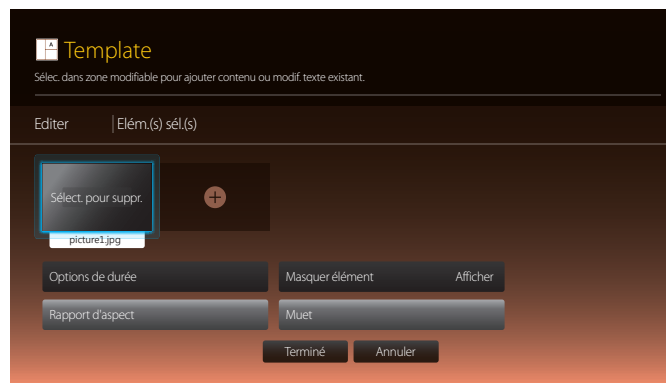 A
Template
Sélec. dans zone modifiable pour ajouter contenu ou modif. texte existant.
Editer Elém.(s) sél.(s)
Sélect. pour suppr.
picture1.jpg
Options de durée Masquer élément Afficher
Rapport d'aspect Muet
Terminé Annuler